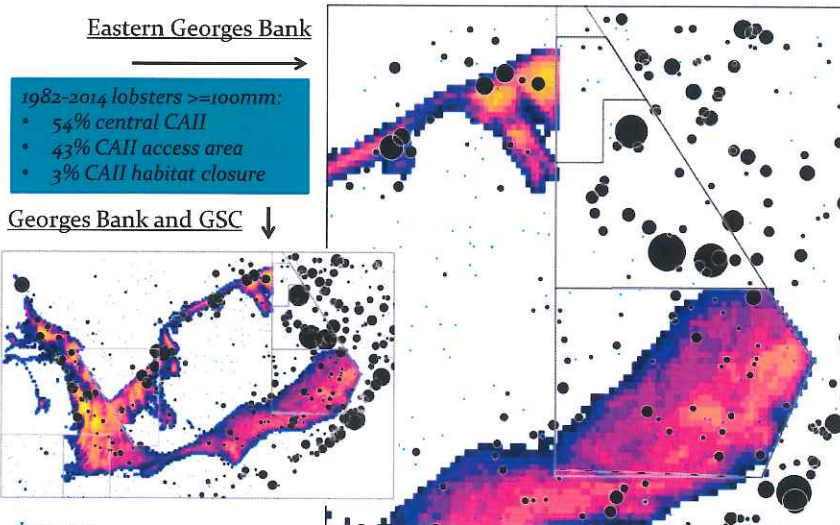 Eastern Georges Bank
1982-2014 lobsters >=100mm:
• 54% central CAII
• 43% CAII access area
• 3% CAII habitat closure
Georges Bank and GSC